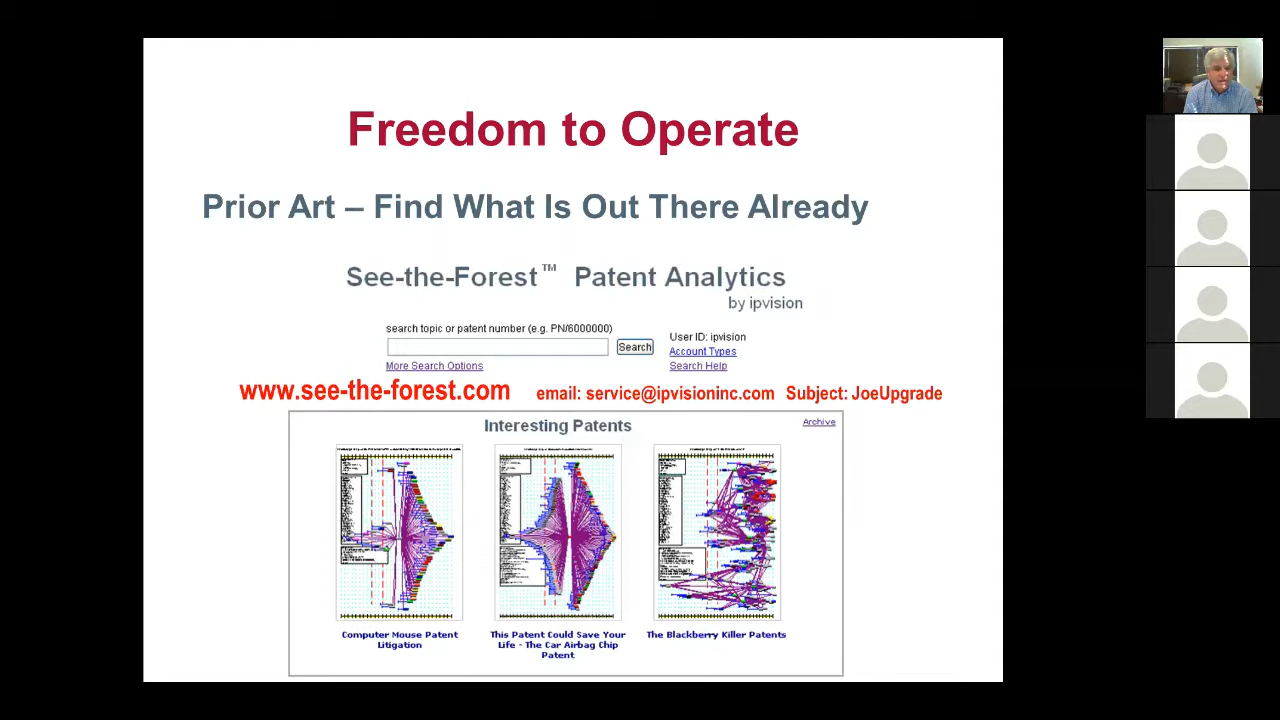 Freedom to Operate
Prior Art – Find What Is Out There Already
See-the-Forest™ Patent Analytics
by ipvision
search topic or patent number (e.g. PN/6000000)
Search
User ID: ipvision
Account Types
More Search Options
Search Help
www.see-the-forest.com email: service@ipvisioninc.com Subject: JoeUpgrade
Interesting Patents
Archive
Computer Mouse Patent
Litigation
This Patent Could Save Your
Life - The Car Airbag Chip
Patent
The Blackberry Killer Patents